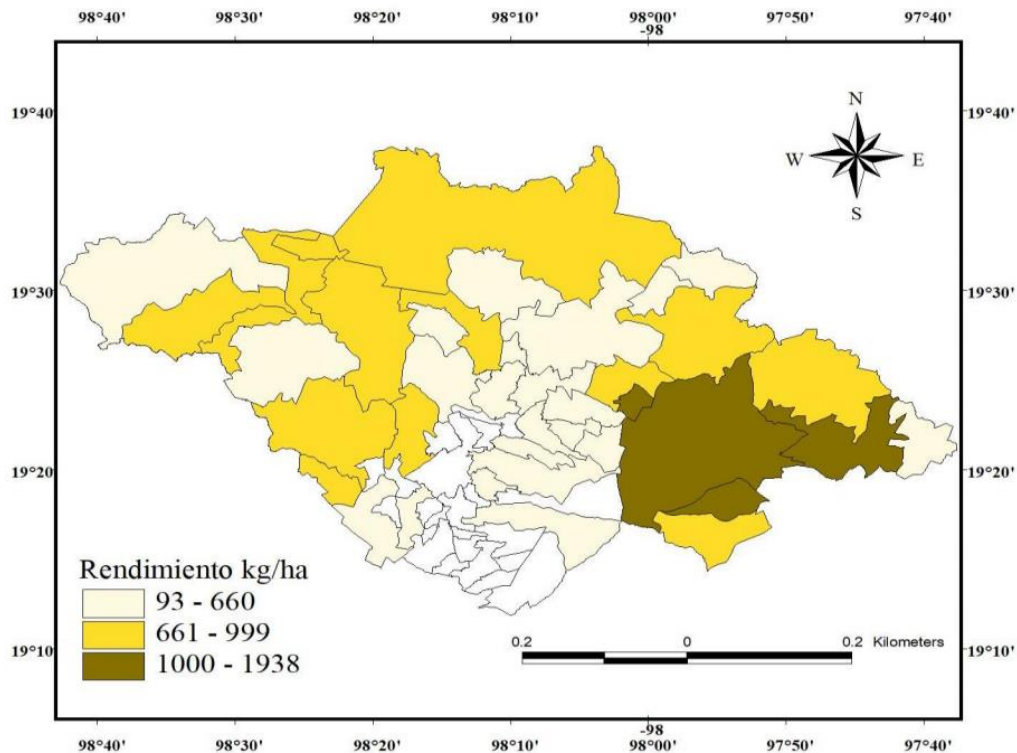 98°40' 98°30' 98°20' 98°10' 98°00' 97°50' 97°40'
-98
19°40' 19°40'
N
W E
S
19°30' 19°30'
19°20' 19°20'
Rendimiento kg/ha
93 - 660
661 - 999
1000 - 1938
0.2 0 0.2 Kilometers
19°10' 19°10'
-98
98°40' 98°30' 98°20' 98°10' 98°00' 97°50' 97°40'